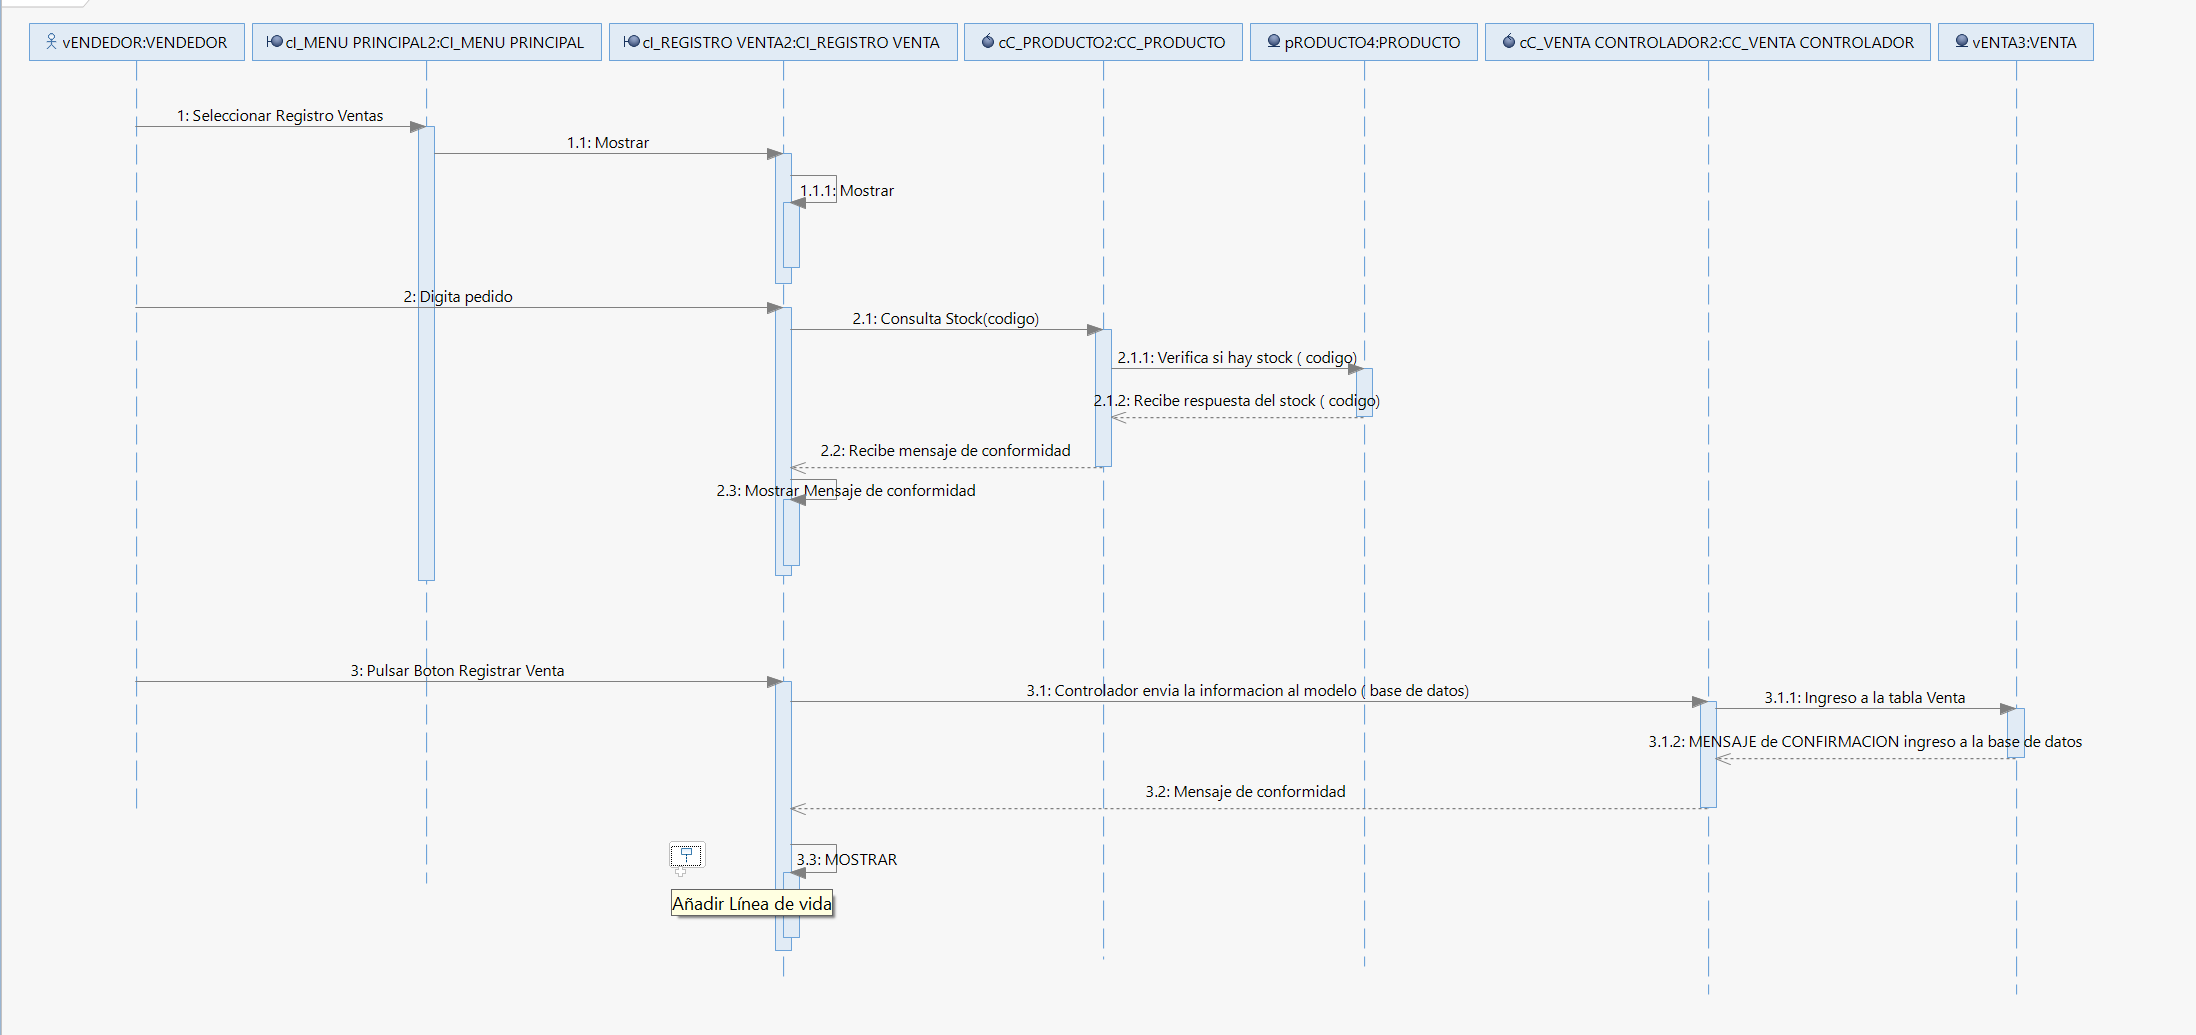 vENDEDOR:VENDEDOR
cI_MENU PRINCIPAL2:CI_MENU PRINCIPAL
cI_REGISTRO VENTA2:CI_REGISTRO VENTA
cC_PRODUCTO2:CC_PRODUCTO
pRODUCTO4:PRODUCTO
cC_VENTA CONTROLADOR2:CC_VENTA CONTROLADOR
vENTA3:VENTA
1: Seleccionar Registro Ventas
1.1: Mostrar
1.1.1: Mostrar
2: Digita pedido
2.1: Consulta Stock(codigo)
2.1.1: Verifica si hay stock ( codigo)
2.1.2: Recibe respuesta del stock ( codigo)
2.2: Recibe mensaje de conformidad
2.3: Mostrar Mensaje de conformidad
3: Pulsar Boton Registrar Venta
3.1: Controlador envia la informacion al modelo ( base de datos)
3.1.1: Ingreso a la tabla Venta
3.1.2: MENSAJE de CONFIRMACION ingreso a la base de datos
3.2: Mensaje de conformidad
3.3: MOSTRAR
Añadir Línea de vida